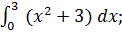 ∫₀³ (x² + 3) dx;